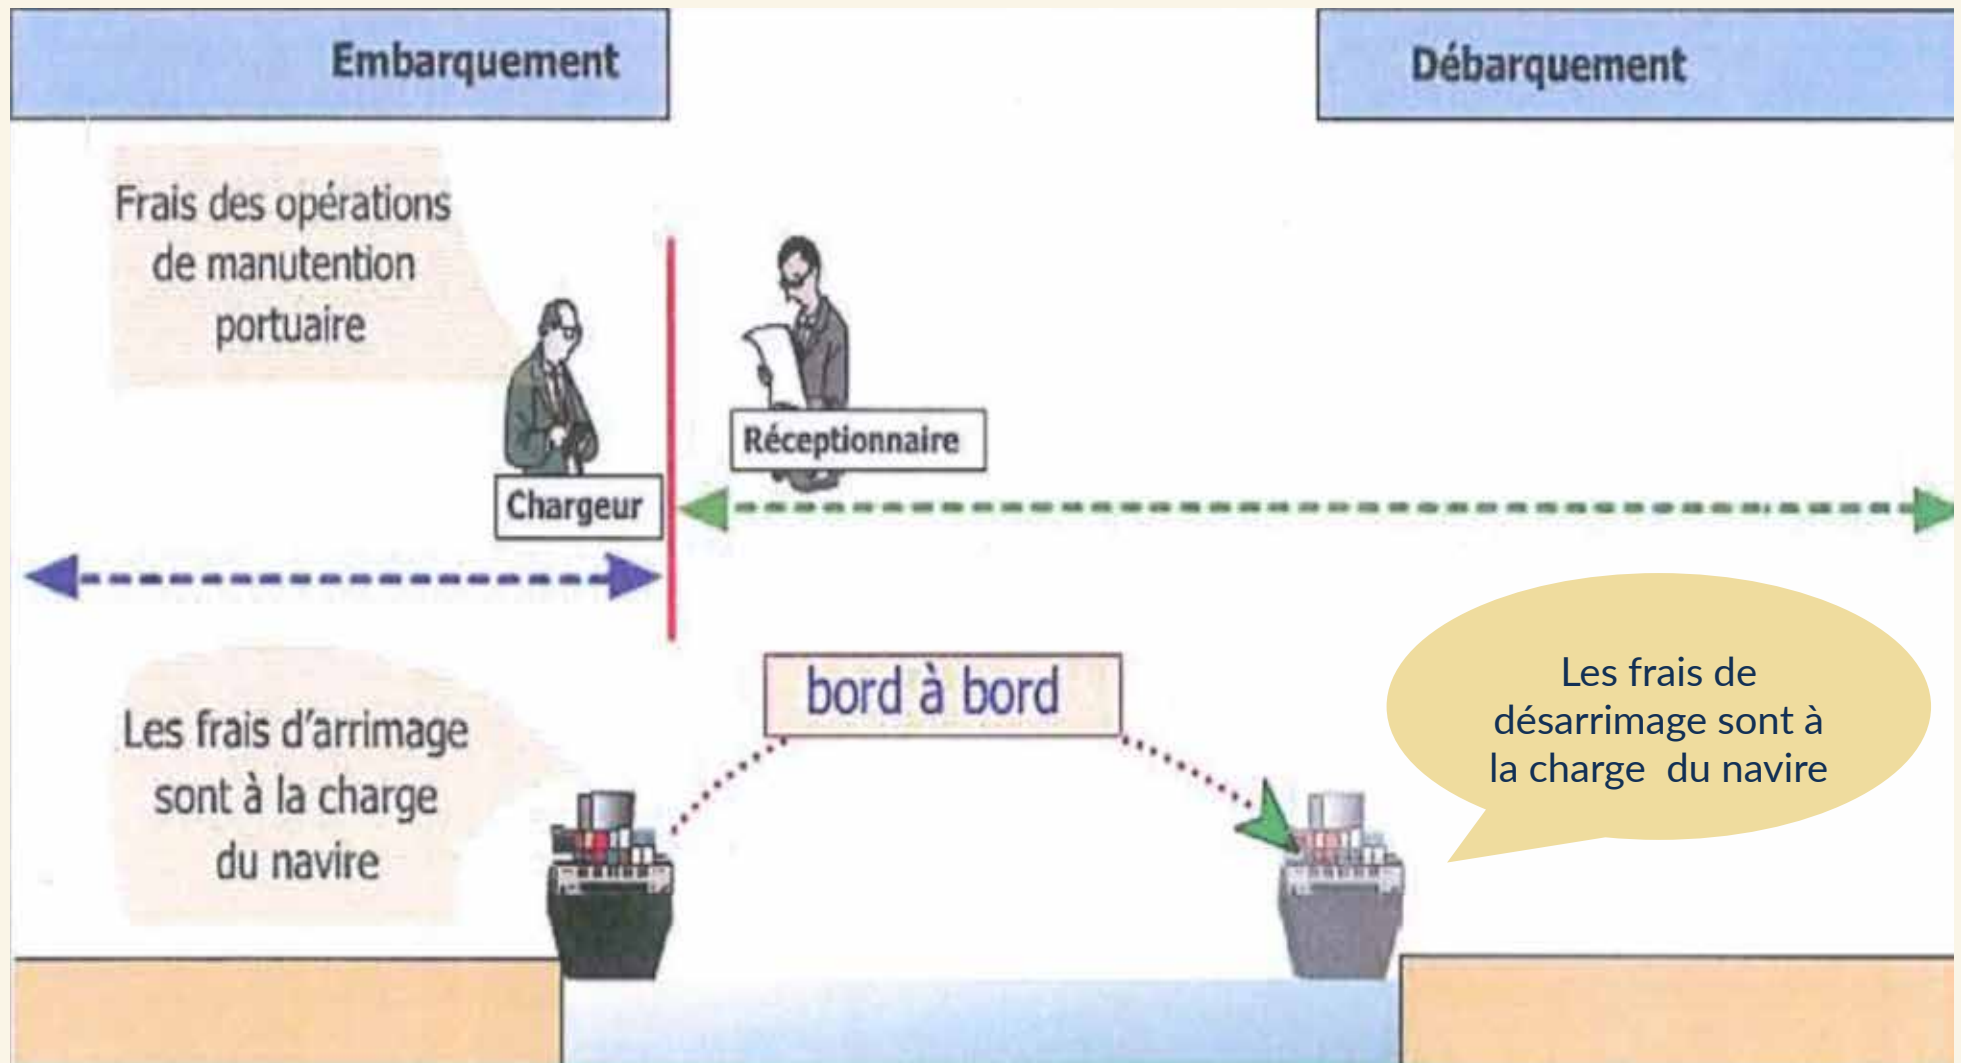 Embarquement
Débarquement
Frais des opérations
de manutention
portuaire
Réceptionnaire
Chargeur
bord à bord
Les frais d'arrimage
sont à la charge
du navire
Les frais de
désarrimage sont à
la charge du navire